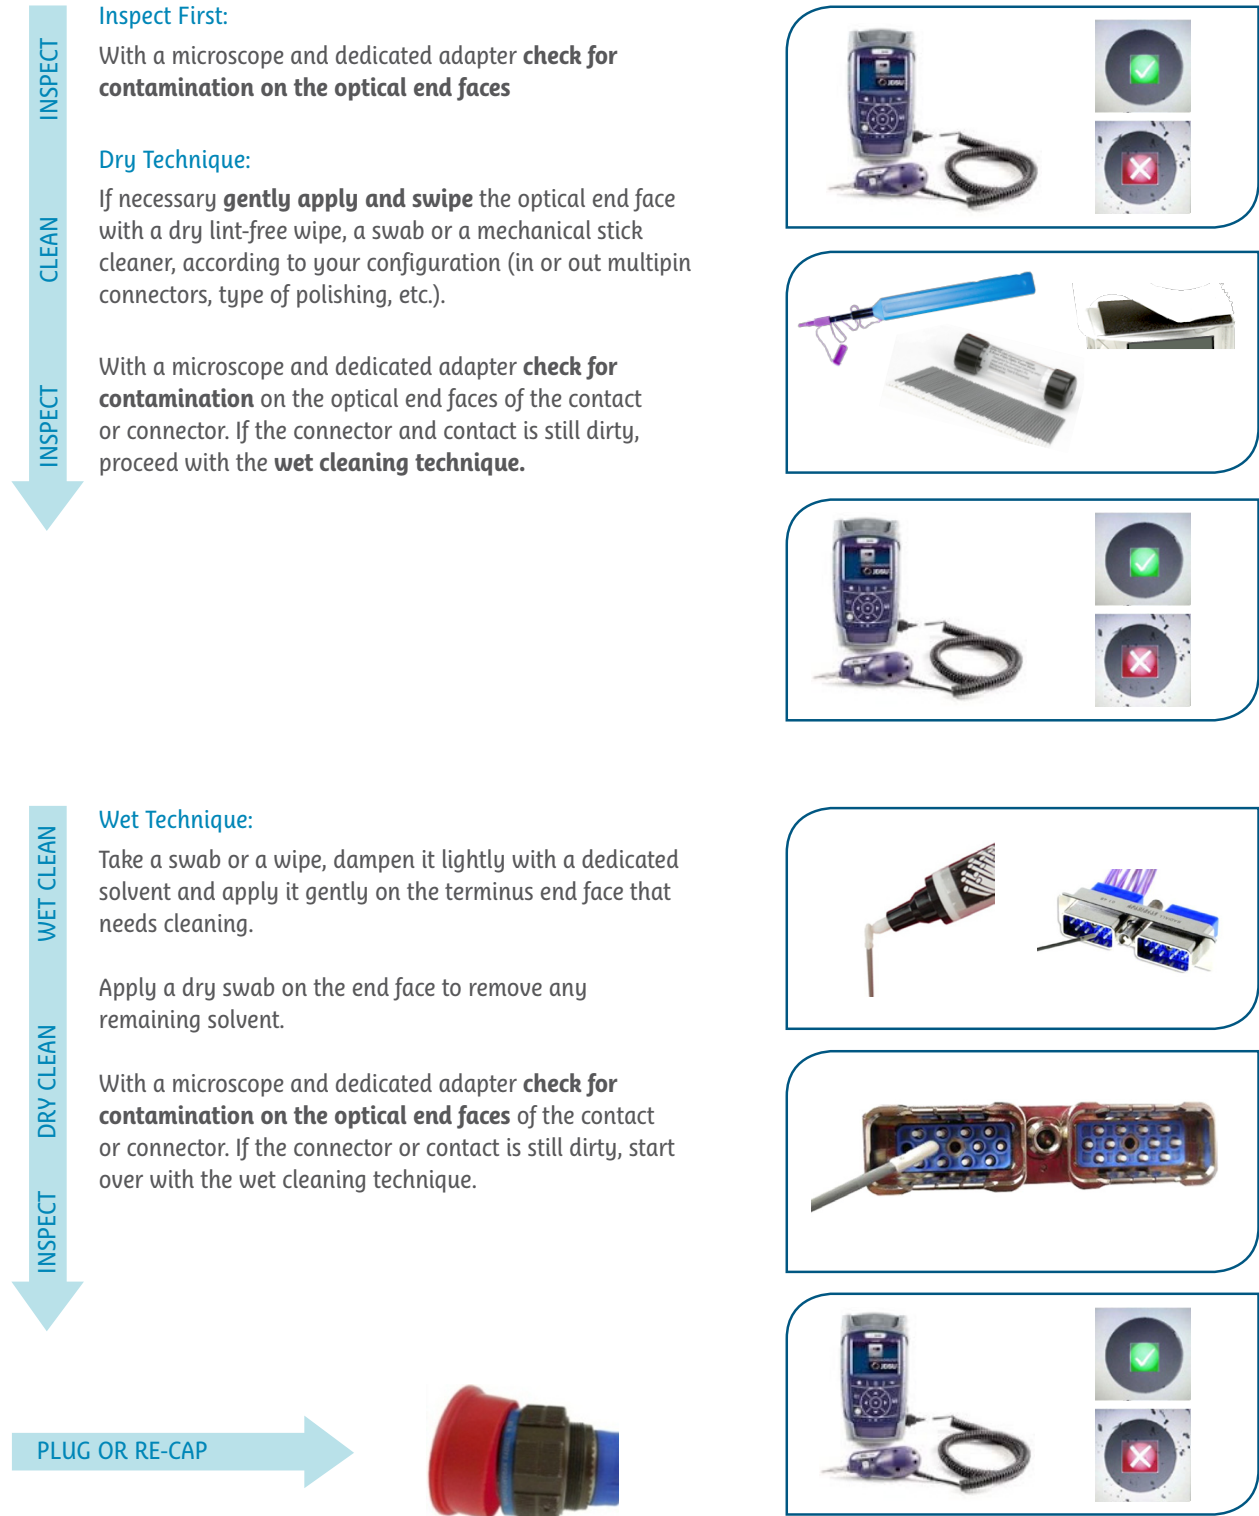 INSPECT
Inspect First:
With a microscope and dedicated adapter check for
contamination on the optical end faces
CLEAN
Dry Technique:
If necessary gently apply and swipe the optical end face
with a dry lint-free wipe, a swab or a mechanical stick
cleaner, according to your configuration (in or out multipin
connectors, type of polishing, etc.).
INSPECT
With a microscope and dedicated adapter check for
contamination on the optical end faces of the contact
or connector. If the connector and contact is still dirty,
proceed with the wet cleaning technique.
JDSU
JDSU
WET CLEAN
Wet Technique:
Take a swab or a wipe, dampen it lightly with a dedicated
solvent and apply it gently on the terminus end face that
needs cleaning.
DRY CLEAN
Apply a dry swab on the end face to remove any
remaining solvent.
INSPECT
With a microscope and dedicated adapter check for
contamination on the optical end faces of the contact
or connector. If the connector or contact is still dirty, start
over with the wet cleaning technique.
JDSU
PLUG OR RE-CAP